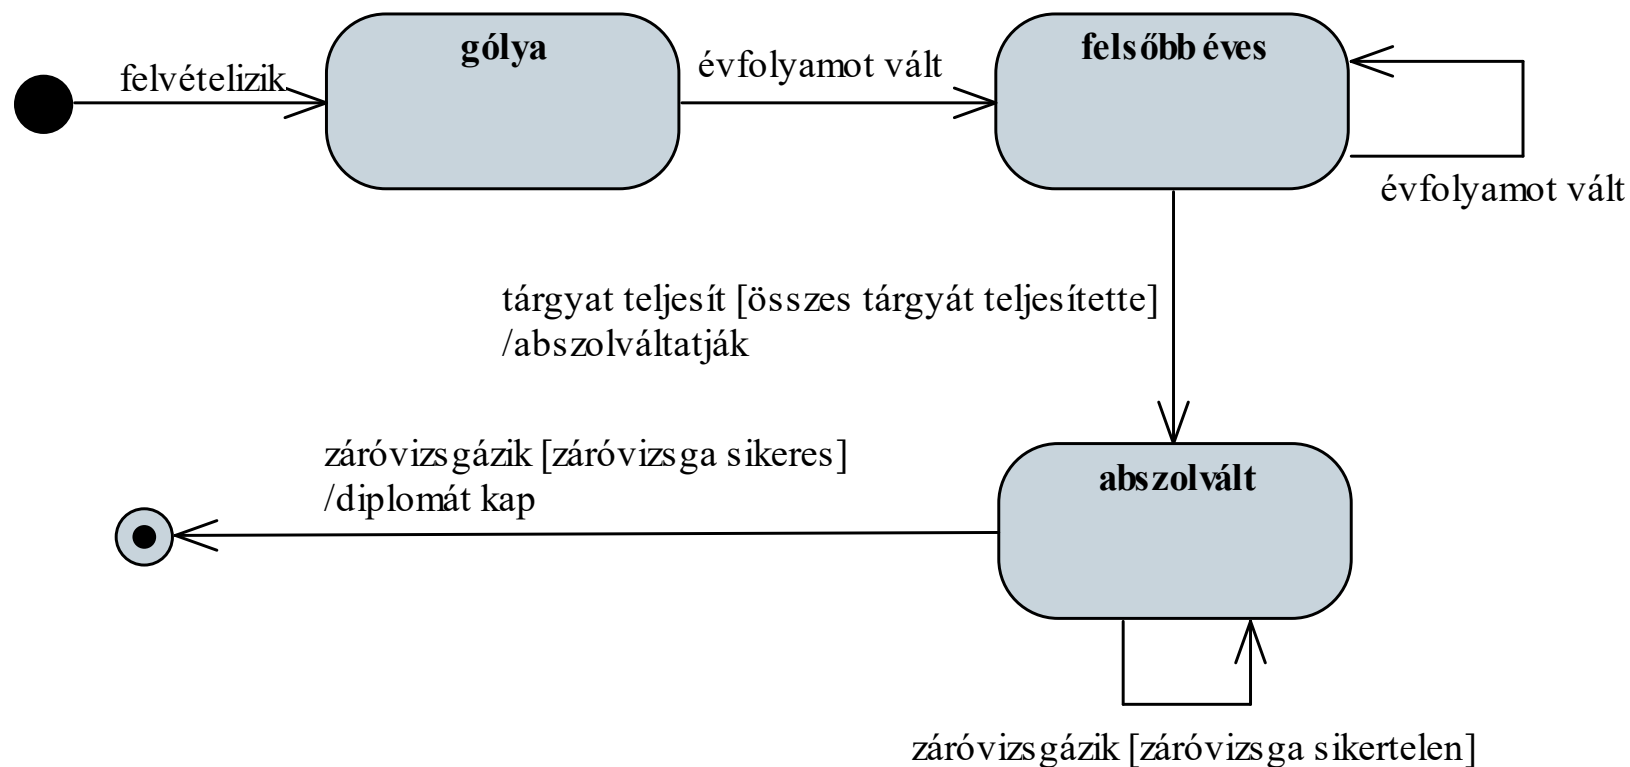 gólya
felsőbb éves
felvételizik
évfolyamot vált
évfolyamot vált
tárgyat teljesít [összes tárgyát teljesítette]
/abszolváltatják
záróvizsgázik [záróvizsga sikeres]
/diplomát kap
abszolvált
záróvizsgázik [záróvizsga sikertelen]